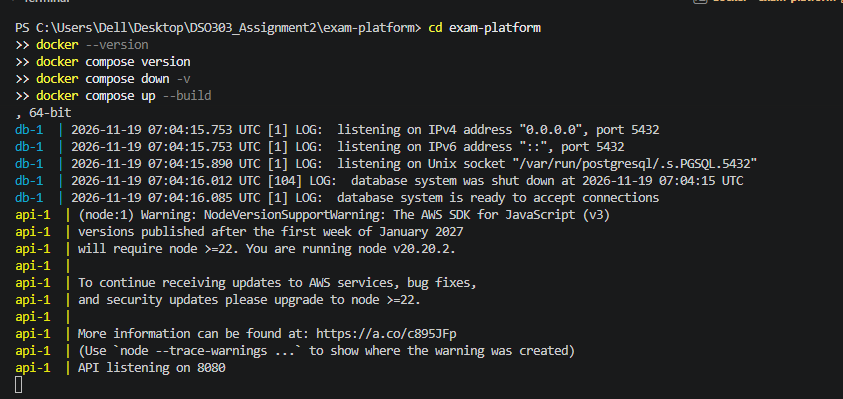 PS C:\Users\Dell\Desktop\DSO303_Assignment2\exam-platform> cd exam-platform
>> docker --version
>> docker compose version
>> docker compose down -v
>> docker compose up --build
, 64-bit
db-1  | 2026-11-19 07:04:15.753 UTC [1] LOG:  listening on IPv4 address "0.0.0.0", port 5432
db-1  | 2026-11-19 07:04:15.753 UTC [1] LOG:  listening on IPv6 address "::", port 5432
db-1  | 2026-11-19 07:04:15.890 UTC [1] LOG:  listening on Unix socket "/var/run/postgresql/.s.PGSQL.5432"
db-1  | 2026-11-19 07:04:16.012 UTC [104] LOG:  database system was shut down at 2026-11-19 07:04:15 UTC
db-1  | 2026-11-19 07:04:16.085 UTC [1] LOG:  database system is ready to accept connections
api-1  | (node:1) Warning: NodeVersionSupportWarning: The AWS SDK for JavaScript (v3)
api-1  | versions published after the first week of January 2027
api-1  | will require node >=22. You are running node v20.20.2.
api-1  |
api-1  | To continue receiving updates to AWS services, bug fixes,
api-1  | and security updates please upgrade to node >=22.
api-1  |
api-1  | More information can be found at: https://a.co/c895JFp
api-1  | (Use `node --trace-warnings ...` to show where the warning was created)
api-1  | API listening on 8080